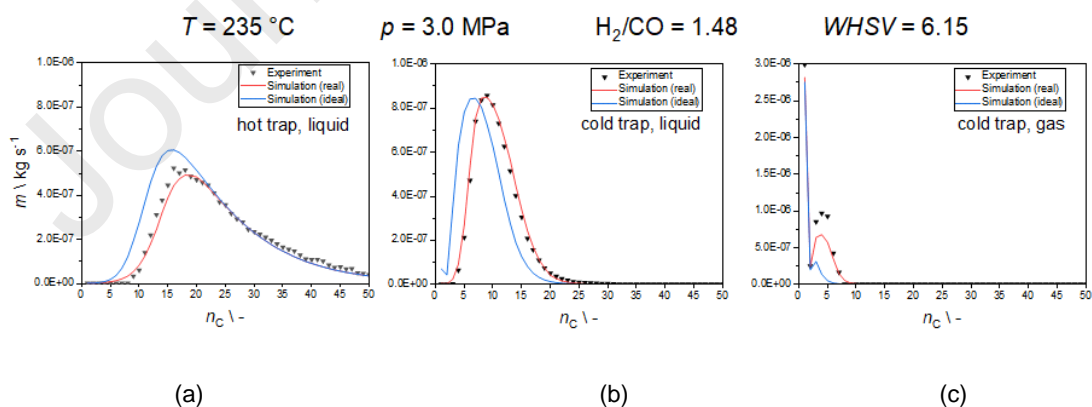 Jour
T = 235 °C p = 3.0 MPa H₂/CO = 1.48 WHSV = 6.15
1.0E-06
8.0E-07
6.0E-07
4.0E-07
2.0E-07
0.0E+00
m \ kg s⁻¹
Experiment
Simulation (real)
Simulation (ideal)
hot trap, liquid
0 5 10 15 20 25 30 35 40 45 50
n_C \ -
1.0E-06
8.0E-07
6.0E-07
4.0E-07
2.0E-07
0.0E+00
Experiment
Simulation (real)
Simulation (ideal)
cold trap, liquid
0 5 10 15 20 25 30 35 40 45 50
n_C \ -
3.0E-06
2.5E-06
2.0E-06
1.5E-06
1.0E-06
5.0E-07
0.0E+00
Experiment
Simulation (real)
Simulation (ideal)
cold trap, gas
0 5 10 15 20 25 30 35 40 45 50
n_C \ -
(a) (b) (c)